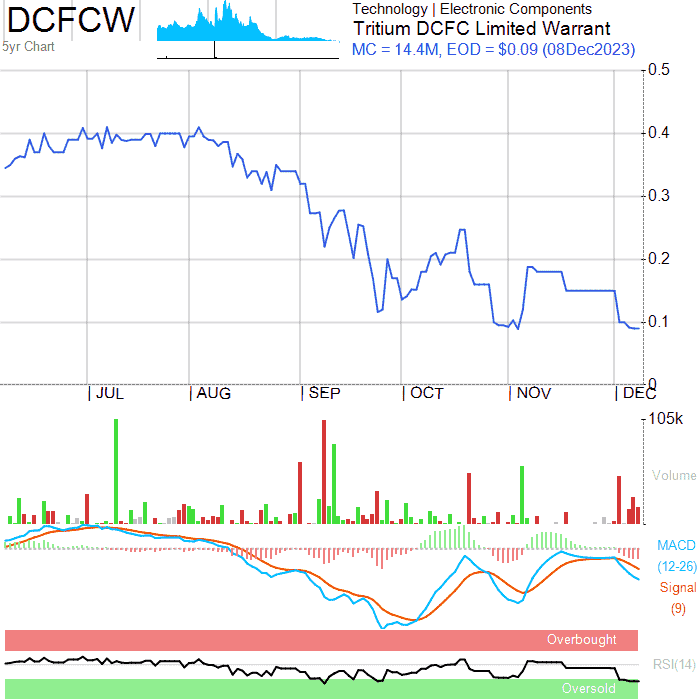 DCFCW
5yr Chart
Technology | Electronic Components
Tritium DCFC Limited Warrant
MC = 14.4M, EOD = $0.09 (08Dec2023)
0.5
0.4
0.3
0.2
0.1
0
JUL AUG SEP OCT NOV DEC
105k
Volume
MACD
(12-26)
Signal
(9)
Overbought
RSI(14)
Oversold